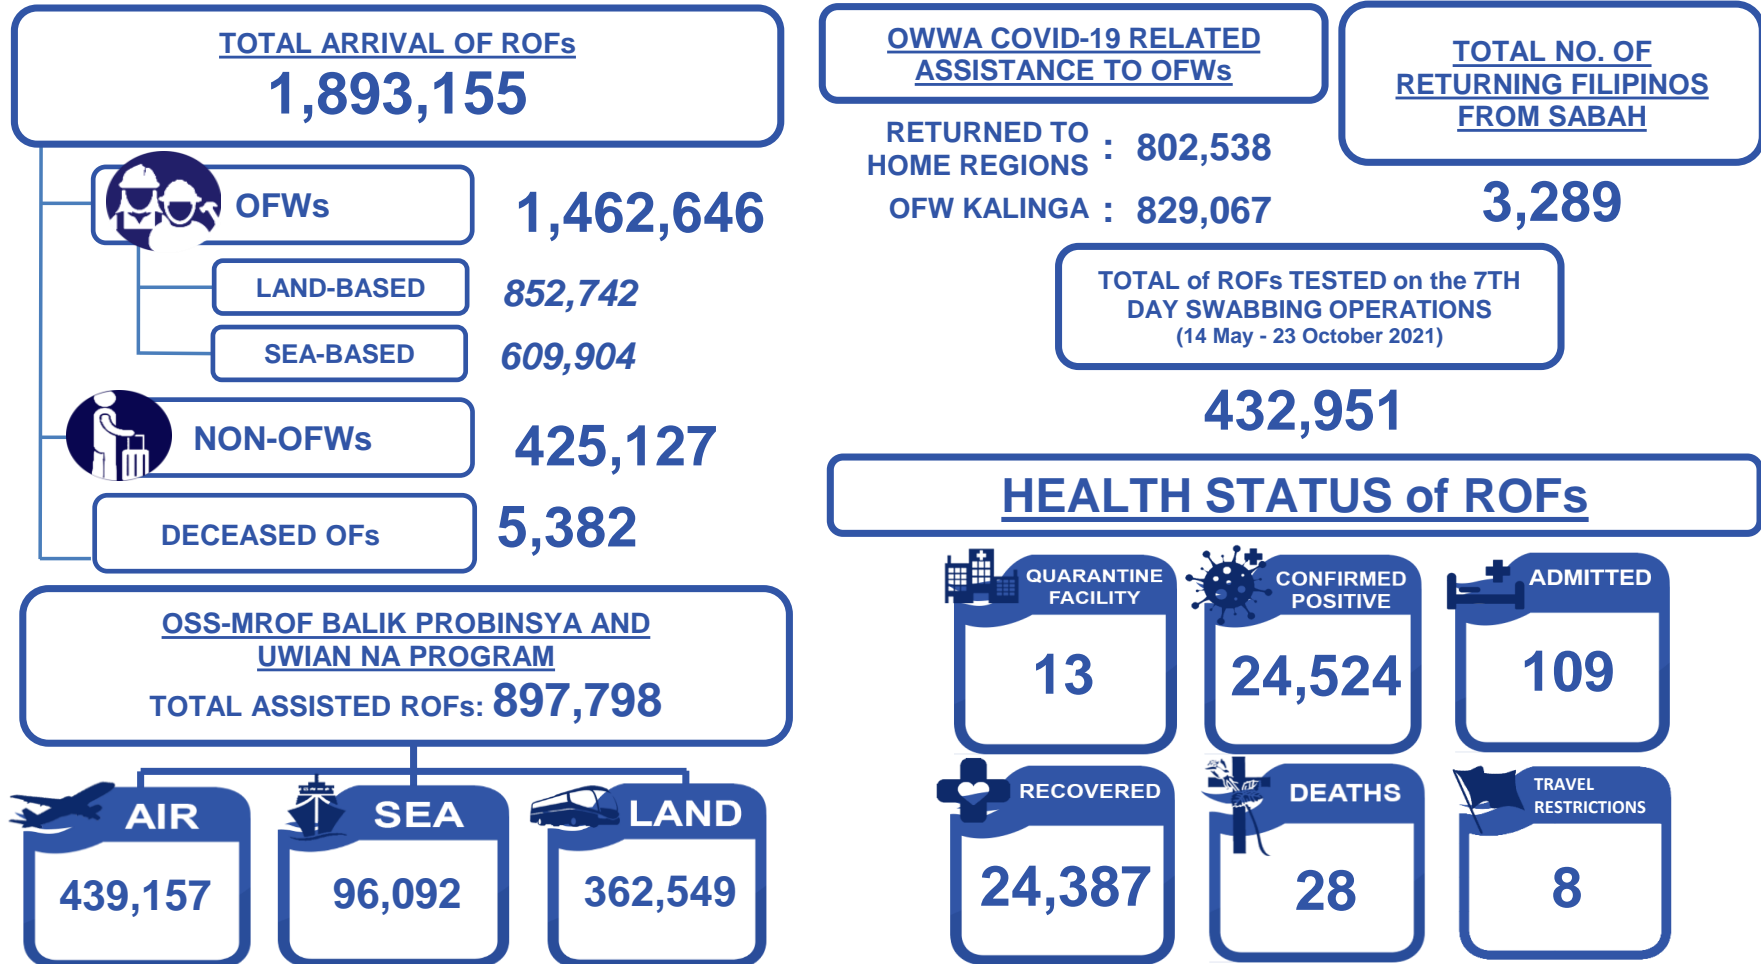 TOTAL ARRIVAL OF ROFs
1,893,155
OFWs
1,462,646
LAND-BASED
852,742
SEA-BASED
609,904
NON-OFWs
425,127
DECEASED OFs
5,382
OSS-MROF BALIK PROBINSYA AND
UWIAN NA PROGRAM
TOTAL ASSISTED ROFs: 897,798
AIR
439,157
SEA
96,092
LAND
362,549
OWWA COVID-19 RELATED
ASSISTANCE TO OFWs
RETURNED TO
HOME REGIONS : 802,538
OFW KALINGA : 829,067
TOTAL NO. OF
RETURNING FILIPINOS
FROM SABAH
3,289
TOTAL of ROFs TESTED on the 7TH
DAY SWABBING OPERATIONS
(14 May - 23 October 2021)
432,951
HEALTH STATUS of ROFs
QUARANTINE
FACILITY
13
CONFIRMED
POSITIVE
24,524
ADMITTED
109
RECOVERED
24,387
DEATHS
28
TRAVEL
RESTRICTIONS
8